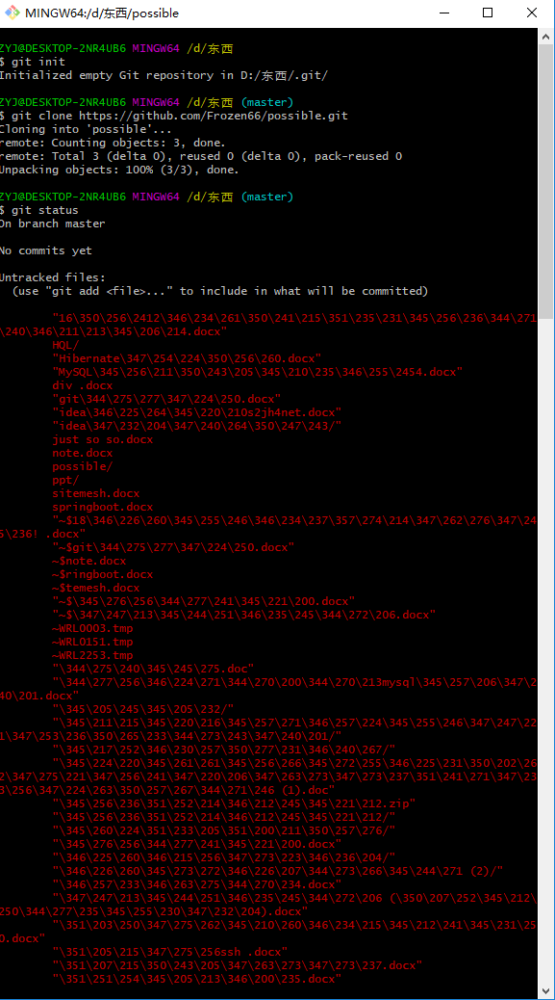 MINGW64:/d/东西/possible
ZYJ@DESKTOP-2NR4UB6 MINGW64 /d/东西
$ git init
Initialized empty Git repository in D:/东西/.git/
ZYJ@DESKTOP-2NR4UB6 MINGW64 /d/东西 (master)
$ git clone https://github.com/Frozen66/possible.git
Cloning into 'possible'...
remote: Counting objects: 3, done.
remote: Total 3 (delta 0), reused 0 (delta 0), pack-reused 0
Unpacking objects: 100% (3/3), done.
ZYJ@DESKTOP-2NR4UB6 MINGW64 /d/东西 (master)
$ git status
On branch master
No commits yet
Untracked files:
(use "git add <file>..." to include in what will be committed)
"16\350\256\2412\346\234\261\350\241\215\351\235\231\345\256\236\344\271
\240\346\211\213\345\206\214.docx"
HQL/
"Hibernate\347\254\224\350\256\260.docx"
"MySQL\345\256\211\350\243\205\345\210\235\346\255\2454.docx"
div .docx
"git\344\275\277\347\224\250.docx"
"idea\346\225\264\345\220\210s2jh4net.docx"
"idea\347\232\204\347\240\264\350\247\243/"
just so so.docx
note.docx
possible/
ppt/
sitemesh.docx
springboot.docx
"~$18\346\226\260\345\255\246\346\234\237\357\274\214\347\262\276\347\24
5\236! .docx"
"~$git\344\275\277\347\224\250.docx"
~$note.docx
~$ringboot.docx
~$temesh.docx
"~$\345\276\256\344\277\241\345\221\200.docx"
"~$\347\247\213\345\244\251\346\235\245\344\272\206.docx"
~WRL0003.tmp
~WRL0151.tmp
~WRL2253.tmp
"\344\275\240\345\245\275.doc"
"\344\277\256\346\224\271\344\270\200\344\270\213mysql\345\257\206\347\2
40\201.docx"
"\345\205\245\345\205\232/"
"\345\211\215\345\220\216\345\257\271\346\257\224\345\255\246\347\247\22
1\347\253\236\350\265\233\344\273\243\347\240\201/"
"\345\217\252\346\230\257\350\277\231\346\240\267/"
"\345\224\220\345\261\261\345\256\266\345\272\255\346\225\231\350\202\26
2\347\275\221\347\256\241\347\220\206\347\263\273\347\273\237\351\241\271\347\23
3\256\347\224\263\350\257\267\344\271\246 (1).doc"
"\345\256\236\351\252\214\346\212\245\345\221\212.zip"
"\345\256\236\351\252\214\346\212\245\345\221\212/"
"\345\260\224\351\233\205\351\200\211\350\257\276/"
"\345\276\256\344\277\241\345\221\200.docx"
"\346\225\260\346\215\256\347\273\223\346\236\204/"
"\346\226\260\345\273\272\346\226\207\344\273\266\345\244\271 (2)/"
"\346\257\233\346\263\275\344\270\234.docx"
"\347\247\213\345\244\251\346\235\245\344\272\206 (\350\207\252\345\212\
250\344\277\235\345\255\230\347\232\204).docx"
"\351\203\250\347\275\262\345\210\260\346\234\215\345\212\241\345\231\25
0.docx"
"\351\205\215\347\275\256ssh .docx"
"\351\207\215\350\243\205\347\263\273\347\273\237.docx"
"\351\251\254\345\205\213\346\200\235.docx"